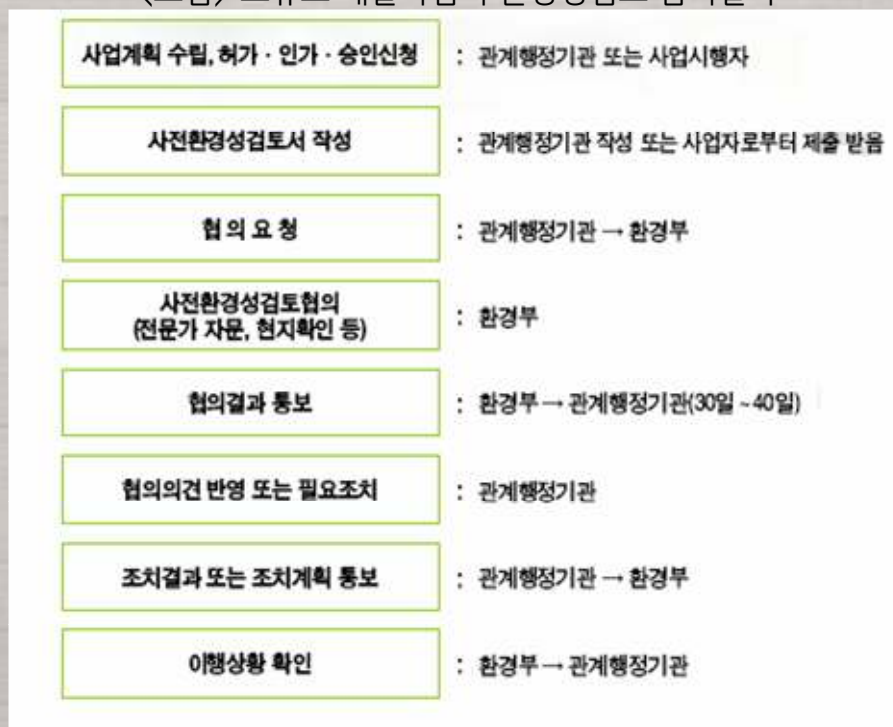 사업계획 수립, 허가 · 인가 · 승인신청 : 관계행정기관 또는 사업시행자
사전환경성검토서 작성 : 관계행정기관 작성 또는 사업자로부터 제출 받음
협 의 요 청 : 관계행정기관 → 환경부
사전환경성검토협의
(전문가 자문, 현지확인 등) : 환경부
협의결과 통보 : 환경부 → 관계행정기관(30일 ~ 40일)
협의의견 반영 또는 필요조치 : 관계행정기관
조치결과 또는 조치계획 통보 : 관계행정기관 → 환경부
이행상황 확인 : 환경부 → 관계행정기관